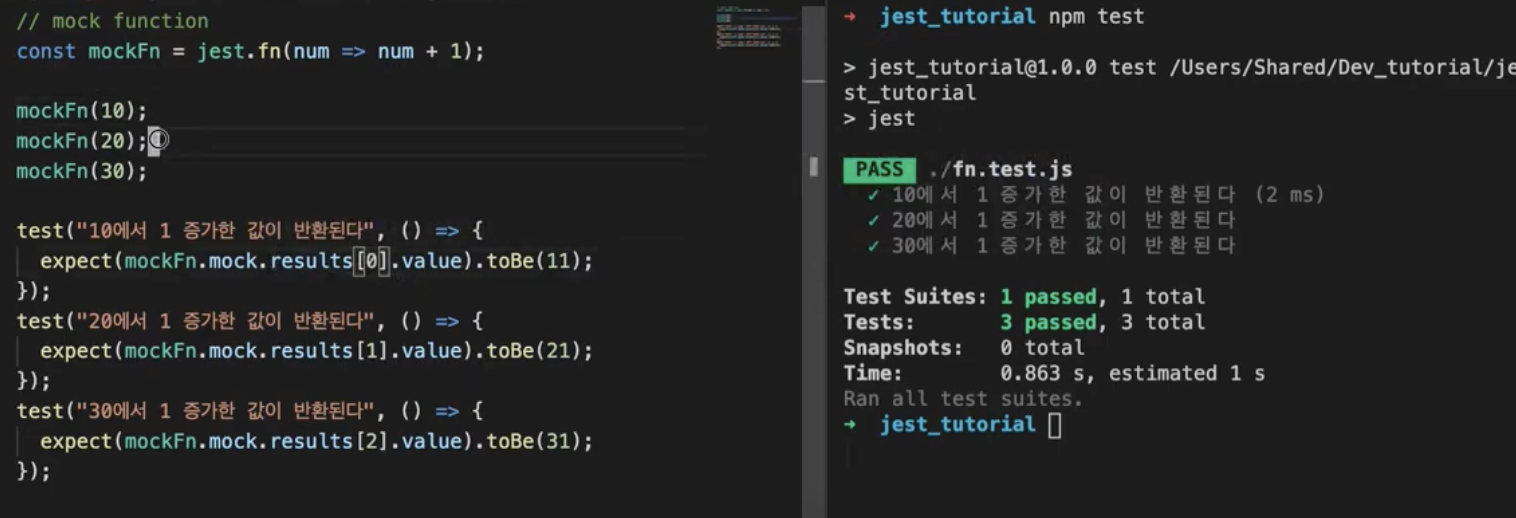 // mock function
const mockFn = jest.fn(num => num + 1);
mockFn(10);
mockFn(20);
mockFn(30);
test("10에서 1 증가한 값이 반환된다", () => {
  expect(mockFn.mock.results[0].value).toBe(11);
});
test("20에서 1 증가한 값이 반환된다", () => {
  expect(mockFn.mock.results[1].value).toBe(21);
});
test("30에서 1 증가한 값이 반환된다", () => {
  expect(mockFn.mock.results[2].value).toBe(31);
});
→ jest_tutorial npm test
> jest_tutorial@1.0.0 test /Users/Shared/Dev_tutorial/je
st_tutorial
> jest
PASS ./fn.test.js
✓ 10에서 1 증가한 값이 반환된다 (2 ms)
✓ 20에서 1 증가한 값이 반환된다
✓ 30에서 1 증가한 값이 반환된다
Test Suites: 1 passed, 1 total
Tests: 3 passed, 3 total
Snapshots: 0 total
Time: 0.863 s, estimated 1 s
Ran all test suites.
→ jest_tutorial